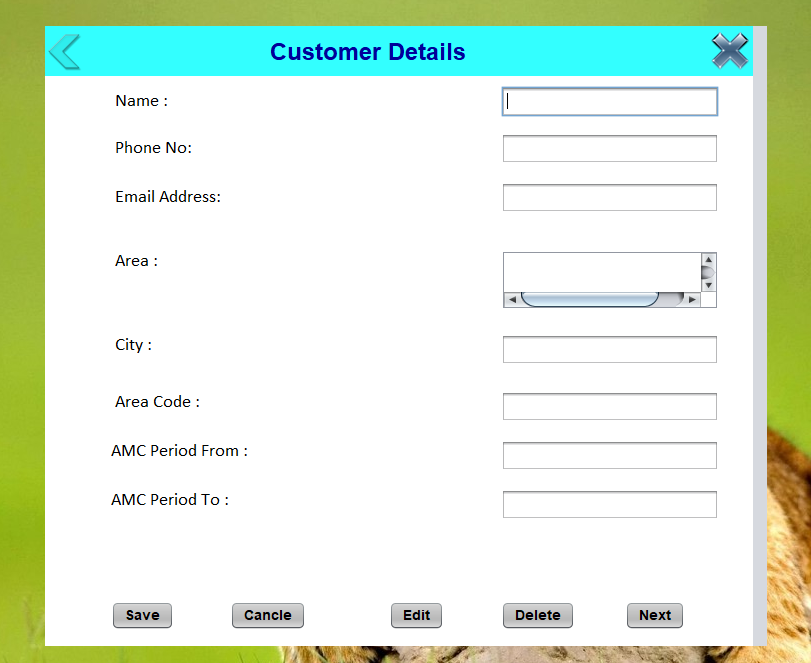 Customer Details
Name :
Phone No:
Email Address:
Area :
City :
Area Code :
AMC Period From :
AMC Period To :
Save Cancle Edit Delete Next